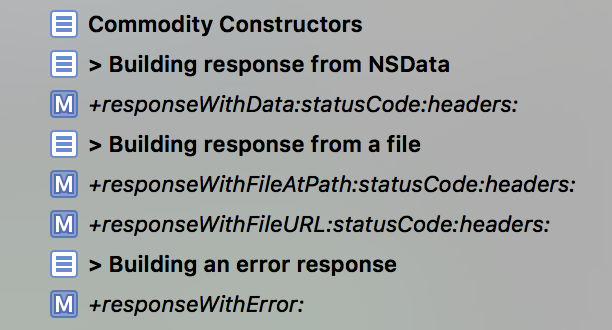 Commodity Constructors
> Building response from NSData
M +responseWithData:statusCode:headers:
> Building response from a file
M +responseWithFileAtPath:statusCode:headers:
M +responseWithFileURL:statusCode:headers:
> Building an error response
M +responseWithError: